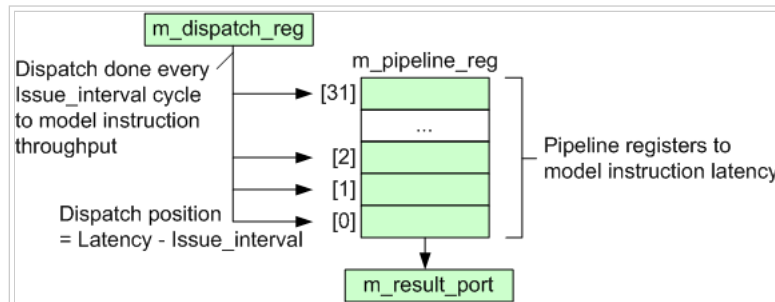 m_dispatch_reg
Dispatch done every
Issue_interval cycle
to model instruction
throughput
m_pipeline_reg
[31]
...
[2]
[1]
[0]
Dispatch position
= Latency - Issue_interval
Pipeline registers to
model instruction latency
m_result_port